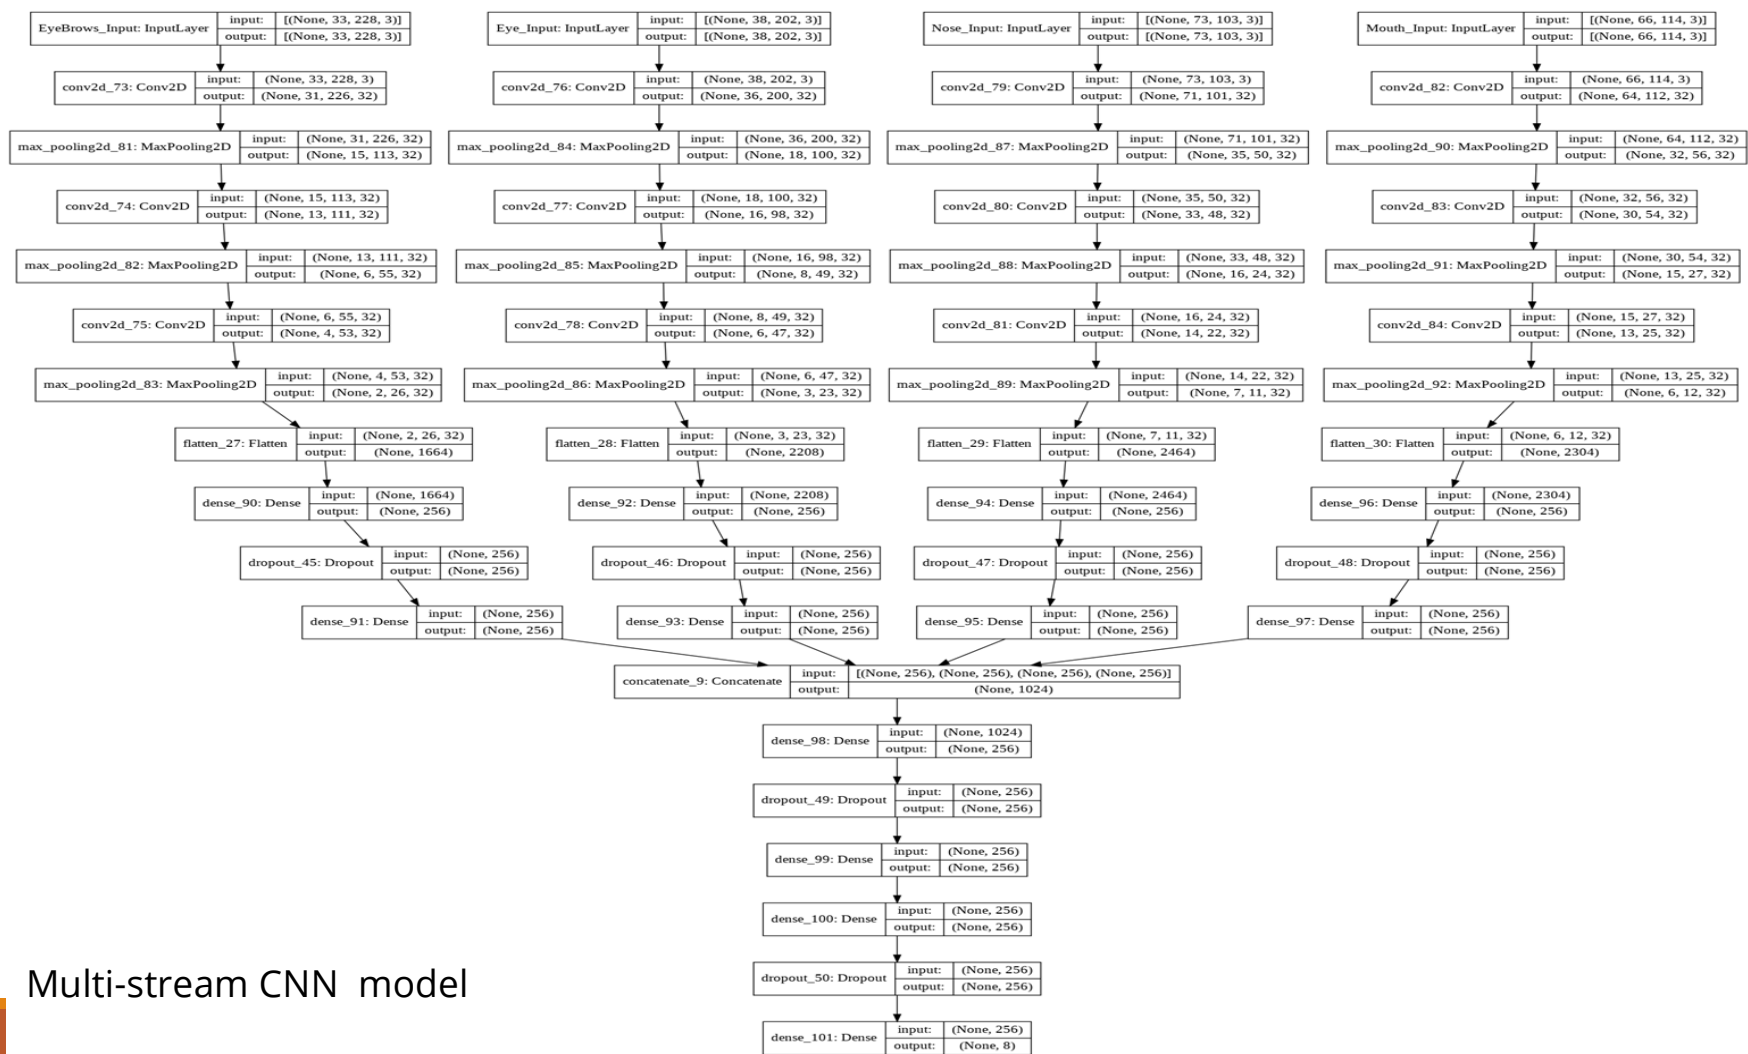 EyeBrows_Input: InputLayer input: [(None, 33, 228, 3)]
output: [(None, 33, 228, 3)]
Eye_Input: InputLayer input: [(None, 38, 202, 3)]
output: [(None, 38, 202, 3)]
Nose_Input: InputLayer input: [(None, 73, 103, 3)]
output: [(None, 73, 103, 3)]
Mouth_Input: InputLayer input: [(None, 66, 114, 3)]
output: [(None, 66, 114, 3)]
conv2d_73: Conv2D input: (None, 33, 228, 3)
output: (None, 31, 226, 32)
conv2d_76: Conv2D input: (None, 38, 202, 3)
output: (None, 36, 200, 32)
conv2d_79: Conv2D input: (None, 73, 103, 3)
output: (None, 71, 101, 32)
conv2d_82: Conv2D input: (None, 66, 114, 3)
output: (None, 64, 112, 32)
max_pooling2d_81: MaxPooling2D input: (None, 31, 226, 32)
output: (None, 15, 113, 32)
max_pooling2d_84: MaxPooling2D input: (None, 36, 200, 32)
output: (None, 18, 100, 32)
max_pooling2d_87: MaxPooling2D input: (None, 71, 101, 32)
output: (None, 35, 50, 32)
max_pooling2d_90: MaxPooling2D input: (None, 64, 112, 32)
output: (None, 32, 56, 32)
conv2d_74: Conv2D input: (None, 15, 113, 32)
output: (None, 13, 111, 32)
conv2d_77: Conv2D input: (None, 18, 100, 32)
output: (None, 16, 98, 32)
conv2d_80: Conv2D input: (None, 35, 50, 32)
output: (None, 33, 48, 32)
conv2d_83: Conv2D input: (None, 32, 56, 32)
output: (None, 30, 54, 32)
max_pooling2d_82: MaxPooling2D input: (None, 13, 111, 32)
output: (None, 6, 55, 32)
max_pooling2d_85: MaxPooling2D input: (None, 16, 98, 32)
output: (None, 8, 49, 32)
max_pooling2d_88: MaxPooling2D input: (None, 33, 48, 32)
output: (None, 16, 24, 32)
max_pooling2d_91: MaxPooling2D input: (None, 30, 54, 32)
output: (None, 15, 27, 32)
conv2d_75: Conv2D input: (None, 6, 55, 32)
output: (None, 4, 53, 32)
conv2d_78: Conv2D input: (None, 8, 49, 32)
output: (None, 6, 47, 32)
conv2d_81: Conv2D input: (None, 16, 24, 32)
output: (None, 14, 22, 32)
conv2d_84: Conv2D input: (None, 15, 27, 32)
output: (None, 13, 25, 32)
max_pooling2d_83: MaxPooling2D input: (None, 4, 53, 32)
output: (None, 2, 26, 32)
max_pooling2d_86: MaxPooling2D input: (None, 6, 47, 32)
output: (None, 3, 23, 32)
max_pooling2d_89: MaxPooling2D input: (None, 14, 22, 32)
output: (None, 7, 11, 32)
max_pooling2d_92: MaxPooling2D input: (None, 13, 25, 32)
output: (None, 6, 12, 32)
flatten_27: Flatten input: (None, 2, 26, 32)
output: (None, 1664)
flatten_28: Flatten input: (None, 3, 23, 32)
output: (None, 2208)
flatten_29: Flatten input: (None, 7, 11, 32)
output: (None, 2464)
flatten_30: Flatten input: (None, 6, 12, 32)
output: (None, 2304)
dense_90: Dense input: (None, 1664)
output: (None, 256)
dense_92: Dense input: (None, 2208)
output: (None, 256)
dense_94: Dense input: (None, 2464)
output: (None, 256)
dense_96: Dense input: (None, 2304)
output: (None, 256)
dropout_45: Dropout input: (None, 256)
output: (None, 256)
dropout_46: Dropout input: (None, 256)
output: (None, 256)
dropout_47: Dropout input: (None, 256)
output: (None, 256)
dropout_48: Dropout input: (None, 256)
output: (None, 256)
dense_91: Dense input: (None, 256)
output: (None, 256)
dense_93: Dense input: (None, 256)
output: (None, 256)
dense_95: Dense input: (None, 256)
output: (None, 256)
dense_97: Dense input: (None, 256)
output: (None, 256)
concatenate_9: Concatenate input: [(None, 256), (None, 256), (None, 256), (None, 256)]
output: (None, 1024)
dense_98: Dense input: (None, 1024)
output: (None, 256)
dropout_49: Dropout input: (None, 256)
output: (None, 256)
dense_99: Dense input: (None, 256)
output: (None, 256)
dense_100: Dense input: (None, 256)
output: (None, 256)
dropout_50: Dropout input: (None, 256)
output: (None, 256)
dense_101: Dense input: (None, 256)
output: (None, 8)
Multi-stream CNN model